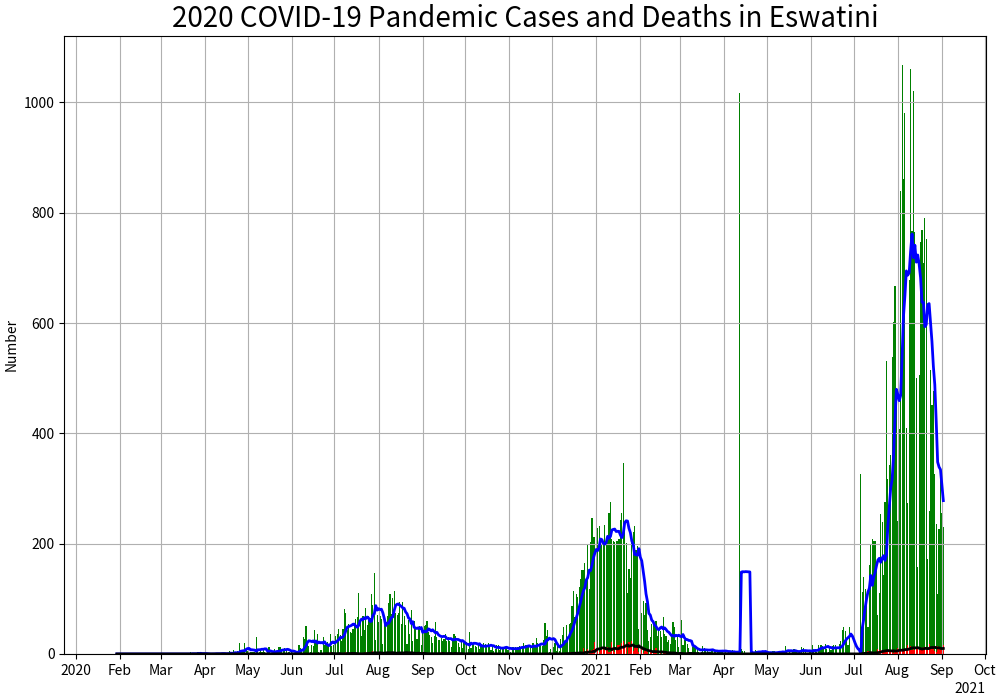 2020 COVID-19 Pandemic Cases and Deaths in Eswatini
1000
800
600
400
200
0
Number
2020 Feb Mar Apr May Jun Jul Aug Sep Oct Nov Dec 2021 Feb Mar Apr May Jun Jul Aug Sep Oct
2021